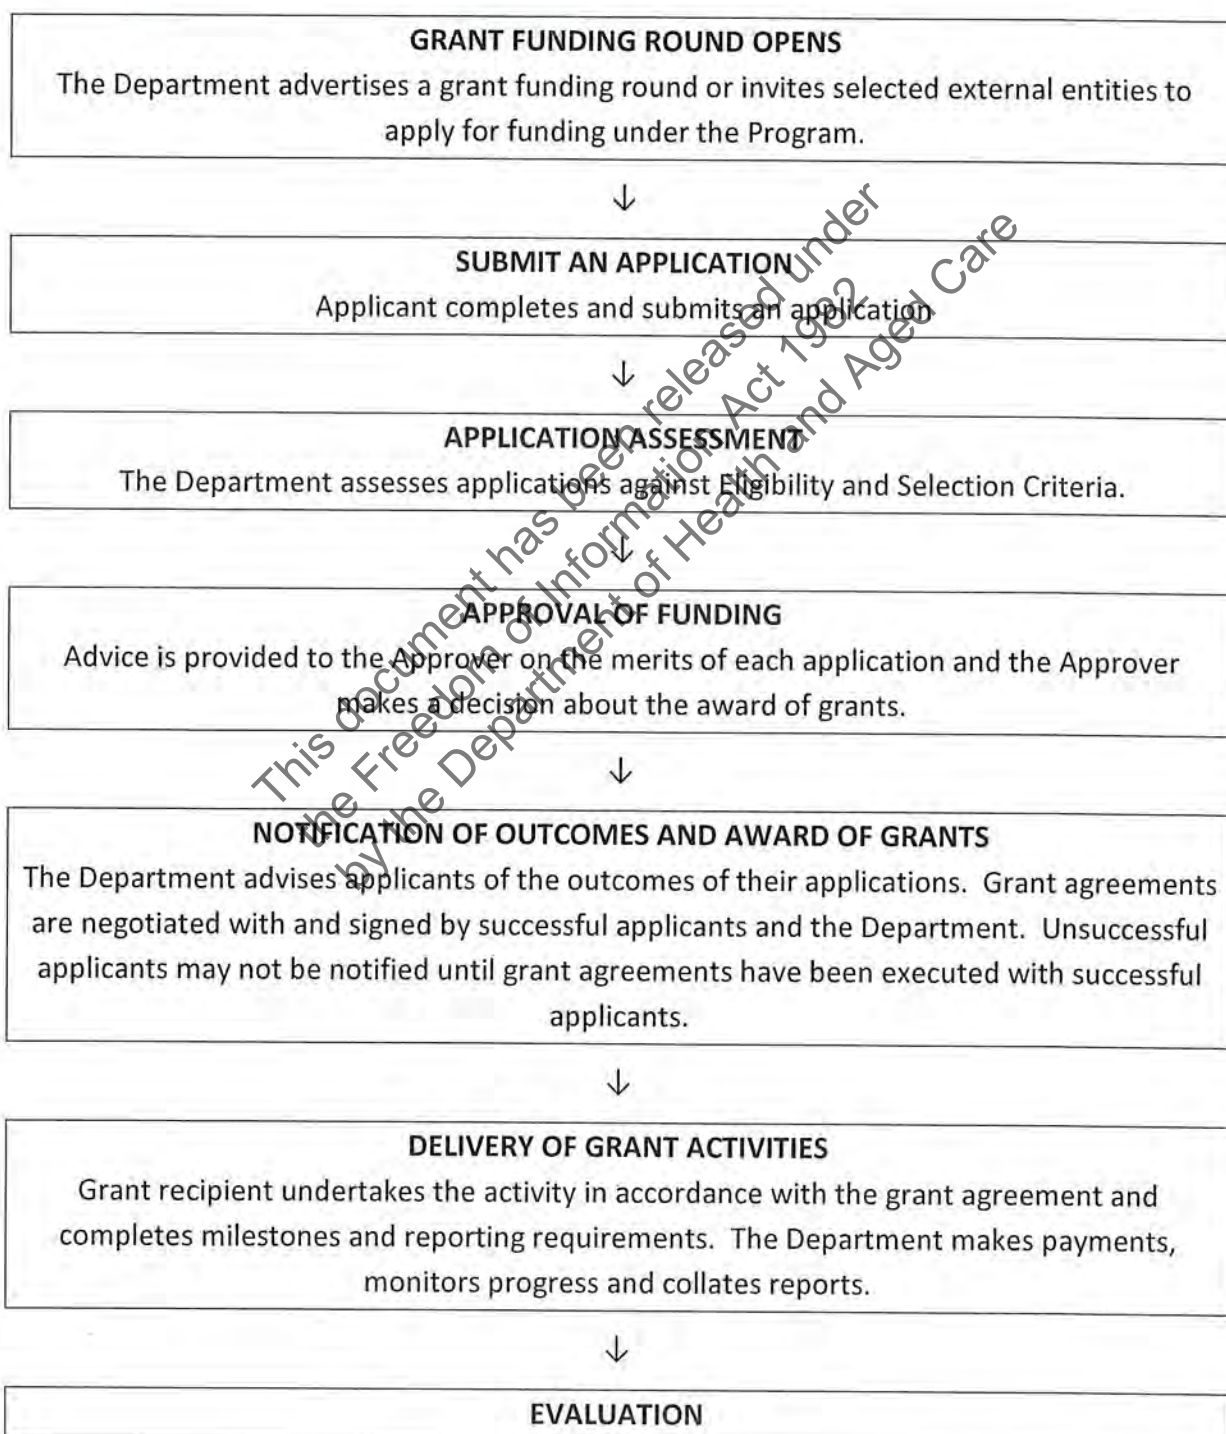 GRANT FUNDING ROUND OPENS
The Department advertises a grant funding round or invites selected external entities to
apply for funding under the Program.
↓
SUBMIT AN APPLICATION
Applicant completes and submits an application
↓
APPLICATION ASSESSMENT
The Department assesses applications against Eligibility and Selection Criteria.
↓
APPROVAL OF FUNDING
Advice is provided to the Approver on the merits of each application and the Approver
makes a decision about the award of grants.
↓
NOTIFICATION OF OUTCOMES AND AWARD OF GRANTS
The Department advises applicants of the outcomes of their applications. Grant agreements
are negotiated with and signed by successful applicants and the Department. Unsuccessful
applicants may not be notified until grant agreements have been executed with successful
applicants.
↓
DELIVERY OF GRANT ACTIVITIES
Grant recipient undertakes the activity in accordance with the grant agreement and
completes milestones and reporting requirements. The Department makes payments,
monitors progress and collates reports.
↓
EVALUATION
This document has been released under
the Freedom of Information Act 1982
by the Department of Health and Aged Care